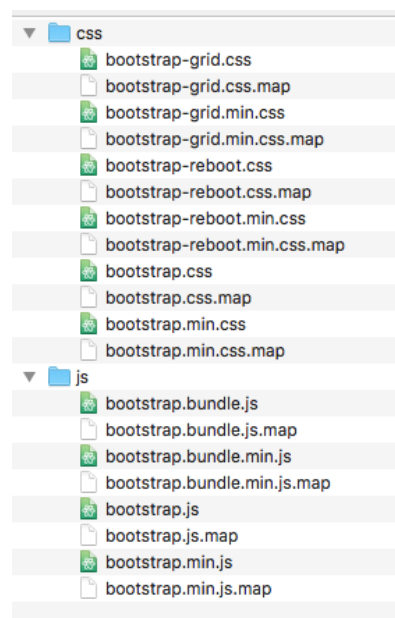 css
bootstrap-grid.css
bootstrap-grid.css.map
bootstrap-grid.min.css
bootstrap-grid.min.css.map
bootstrap-reboot.css
bootstrap-reboot.css.map
bootstrap-reboot.min.css
bootstrap-reboot.min.css.map
bootstrap.css
bootstrap.css.map
bootstrap.min.css
bootstrap.min.css.map
js
bootstrap.bundle.js
bootstrap.bundle.js.map
bootstrap.bundle.min.js
bootstrap.bundle.min.js.map
bootstrap.js
bootstrap.js.map
bootstrap.min.js
bootstrap.min.js.map